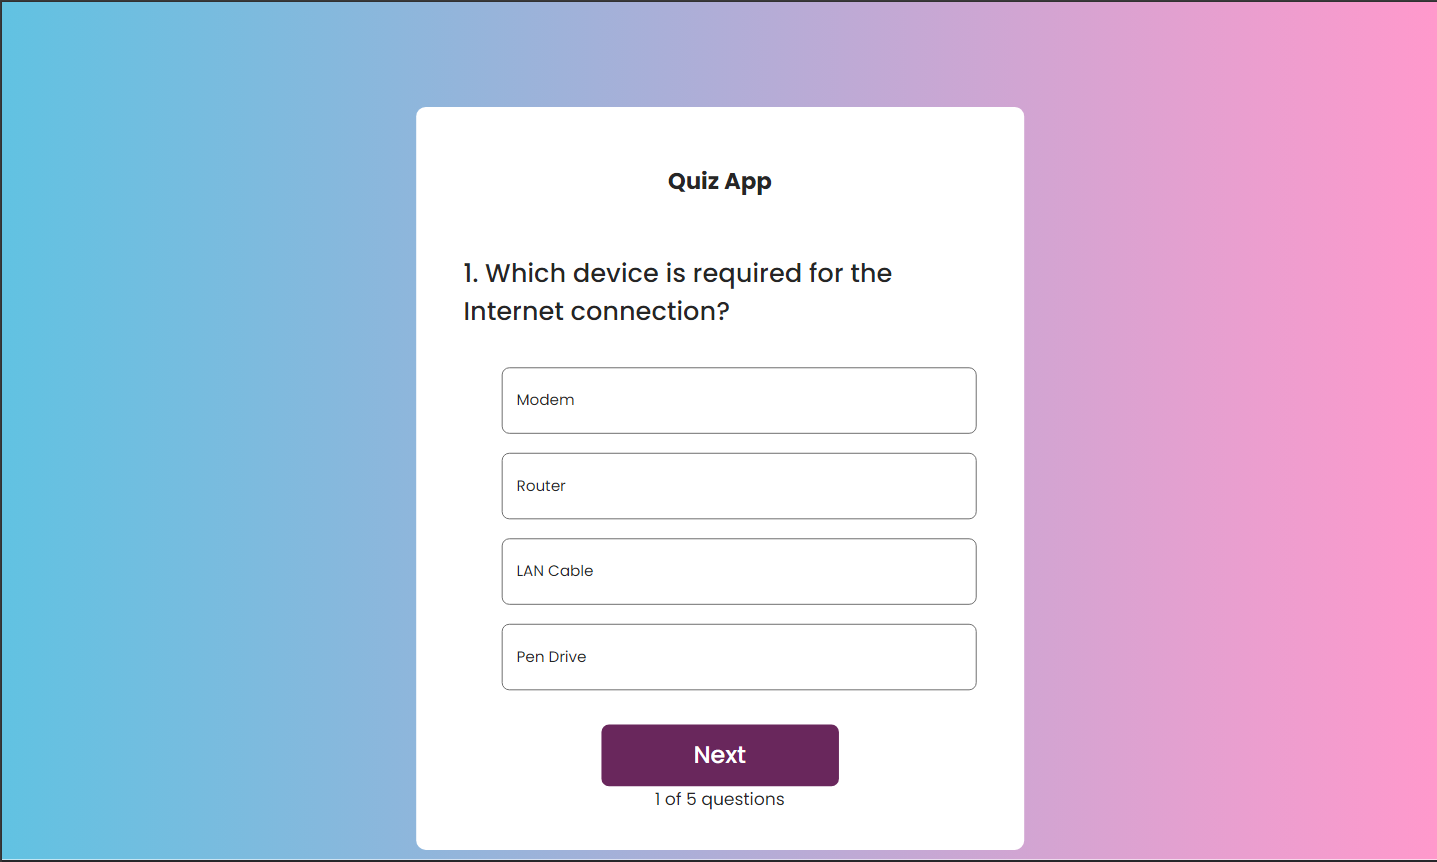 Quiz App
1. Which device is required for the
Internet connection?
Modem
Router
LAN Cable
Pen Drive
Next
1 of 5 questions